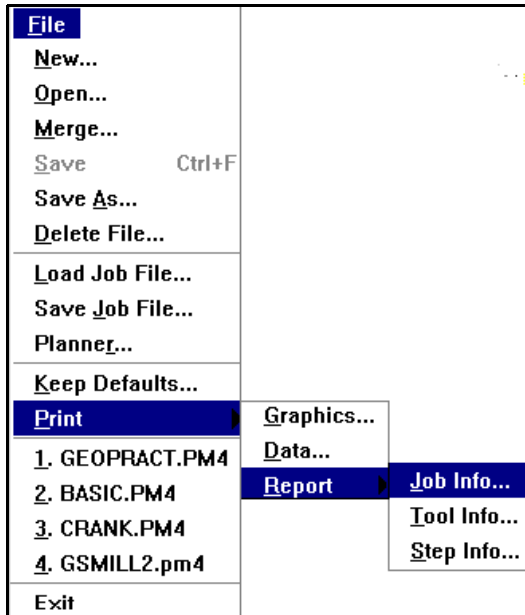 File
New...
Open...
Merge...
Save Ctrl+F
Save As...
Delete File...
Load Job File...
Save Job File...
Planner...
Keep Defaults...
Print
1. GEOPRACT.PM4
2. BASIC.PM4
3. CRANK.PM4
4. GSMILL2.pm4
Exit
Graphics...
Data...
Report
Job Info...
Tool Info...
Step Info...